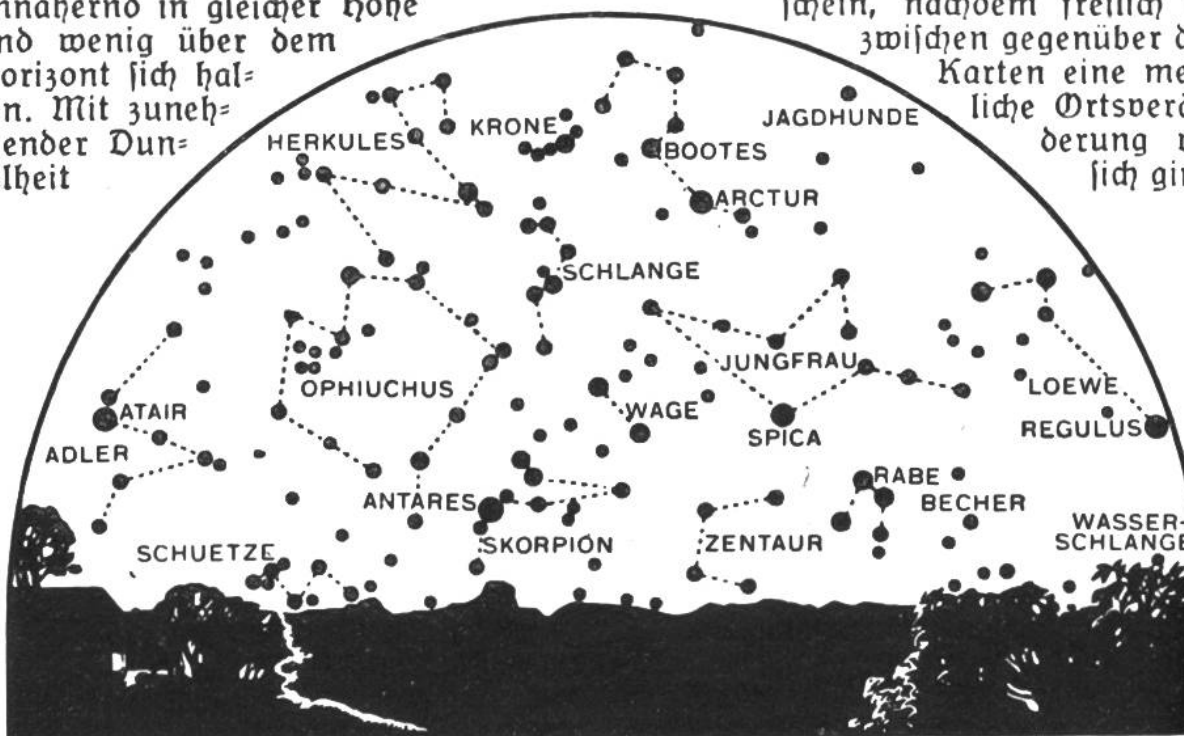 nnähernd in gleicher Höhe
nd wenig über dem
orizont sich hal=
n. Mit zuneh=
ender Dun=
lheit
schein, nachdem freilich
zwischen gegenüber d
Karten eine me
liche Ortsverä
derung
sich gin
HERKULES
KRONE
BOOTES
JAGDHUNDE
ARCTUR
SCHLANGE
OPHIUCHUS
JUNGFRAU
LOEWE
ATAIR
WAGE
SPICA
REGULUS
ADLER
ANTARES
RABE
BECHER
SCHUETZE
SKORPION
ZENTAUR
WASSER-
SCHLANGE